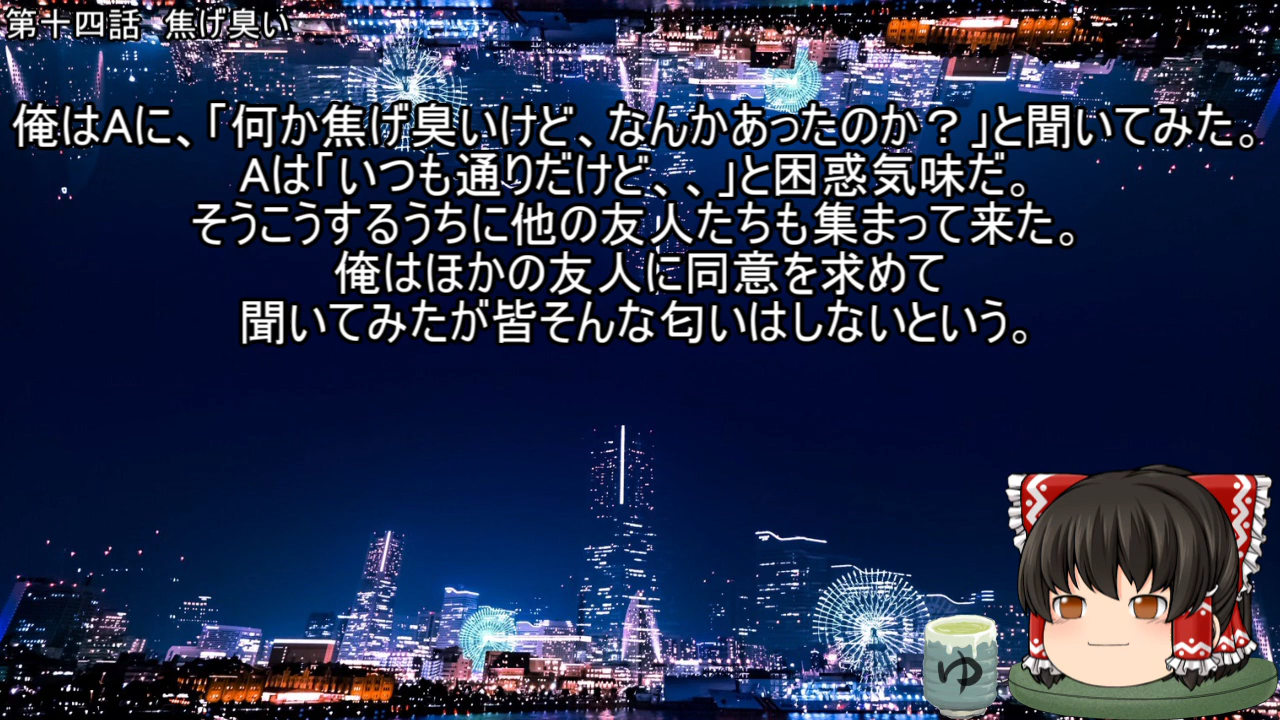 第十四話 焦げ臭い
俺はAに、「何か焦げ臭いけど、なんかあったのか？」と聞いてみた。
Aは「いつも通りだけど、、」と困惑気味だ。
そうこうするうちに他の友人たちも集まって来た。
俺はほかの友人に同意を求めて
聞いてみたが皆そんな匂いはしないという。
ゆ